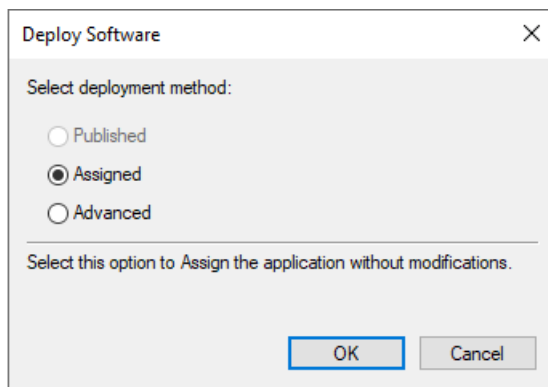 Deploy Software
Select deployment method:
Published
Assigned
Advanced
Select this option to Assign the application without modifications.
OK
Cancel